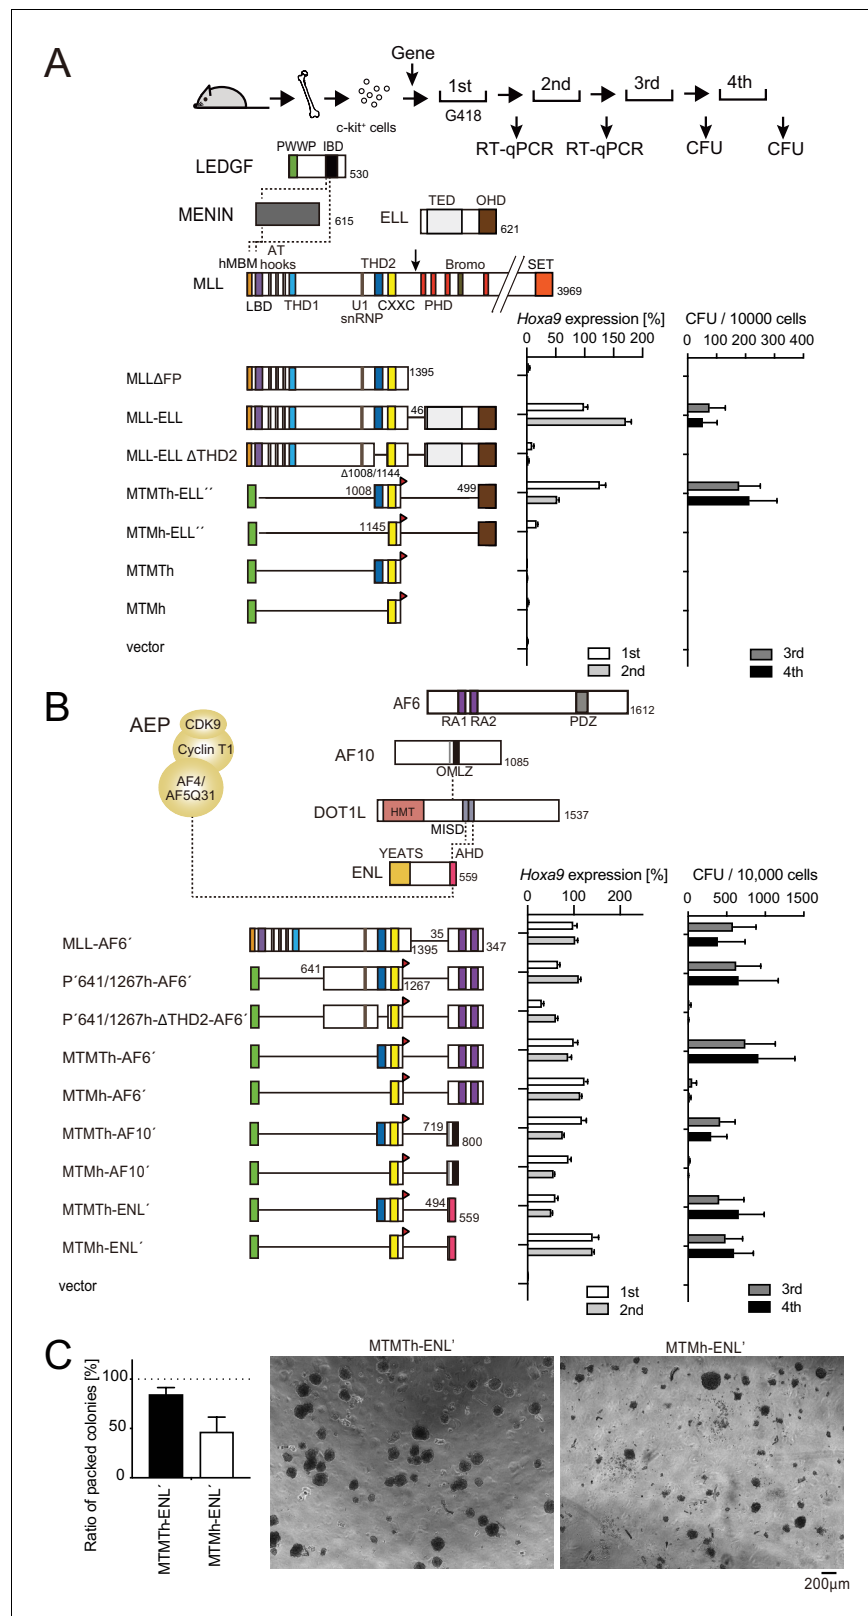 A
Gene
1st
2nd
3rd
4th
G418
c-kit+ cells
RT-qPCR
RT-qPCR
CFU
CFU
PWWP IBD
LEDGF
530
MENIN
615
TED OHD
ELL
621
AT
hMBM hooks
THD2
Bromo
SET
MLL
3969
LBD
THD1
U1
snRNP
CXXC
PHD
Hoxa9 expression [%]
0 50 100 150 200
CFU / 10000 cells
0 100 200 300 400
MLLΔFP
1395
MLL-ELL
46
MLL-ELL ΔTHD2
Δ1008/1144
MTMTh-ELL´´
1008
499
MTMh-ELL´´
1145
MTMTh
MTMh
vector
1st
2nd
3rd
4th
B
AEP
CDK9
Cyclin T1
AF4/
AF5Q31
AF6
1612
RA1 RA2
PDZ
AF10
1085
OMLZ
DOT1L
HMT
1537
MISD
YEATS
AHD
ENL
559
Hoxa9 expression [%]
0 100 200
CFU / 10,000 cells
0 500 1000 1500
MLL-AF6´
1395
35
347
P´641/1267h-AF6´
641
1267
P´641/1267h-ΔTHD2-AF6´
MTMTh-AF6´
MTMh-AF6´
MTMTh-AF10´
719
800
MTMh-AF10´
MTMTh-ENL´
494
559
MTMh-ENL´
vector
1st
2nd
3rd
4th
C
Ratio of packed colonies [%]
100
50
0
MTMTh-ENL´
MTMh-ENL´
MTMTh-ENL'
MTMh-ENL'
200μm